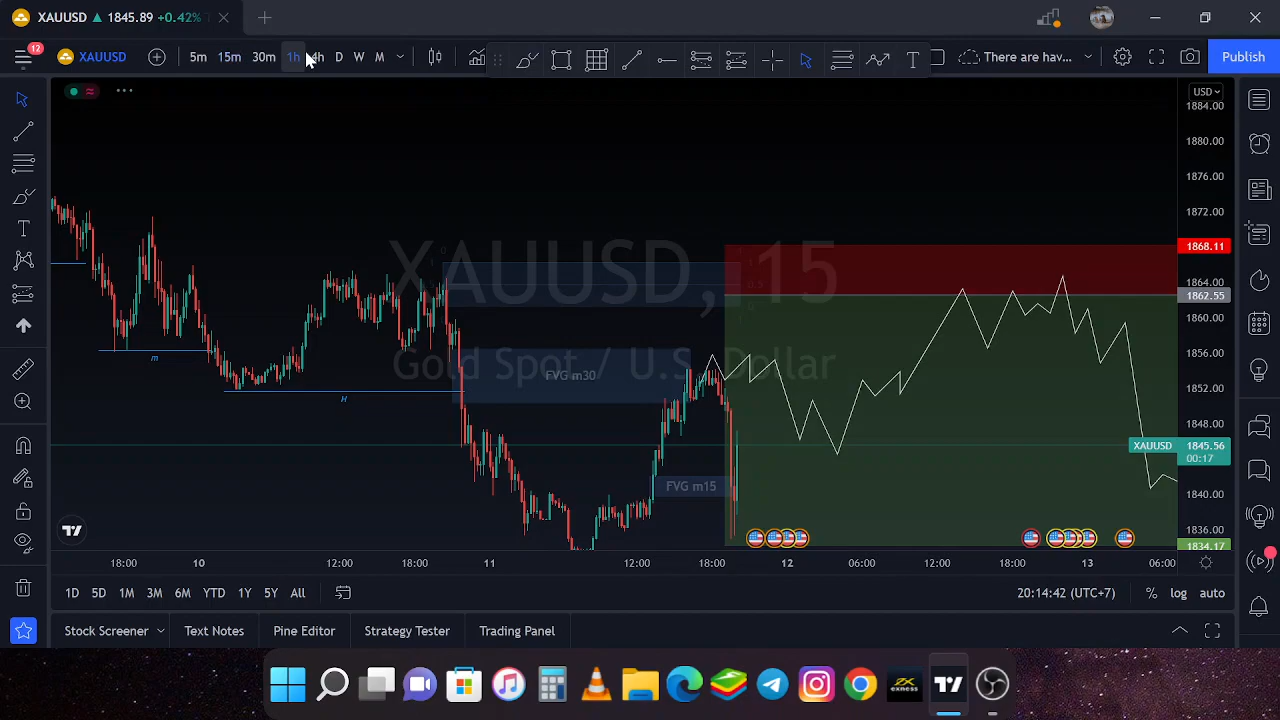 XAUUSD ▲ 1845.89 +0.42%
12 XAUUSD 5m 15m 30m 1h 4h D W M There are hav... Publish
USD
1884.00
1880.00
1876.00
1872.00
1868.11
1864.00
1862.55
1860.00
1856.00
1852.00
1848.00
XAUUSD 1845.56
00:17
1840.00
1836.00
1834.17
XAUUSD, 15
Gold Spot / U.S. Dollar
m
H
FVG m30
FVG m15
18:00 10 12:00 18:00 11 12:00 18:00 12 06:00 12:00 18:00 13 06:00
1D 5D 1M 3M 6M YTD 1Y 5Y All 20:14:42 (UTC+7) % log auto
Stock Screener Text Notes Pine Editor Strategy Tester Trading Panel
exness